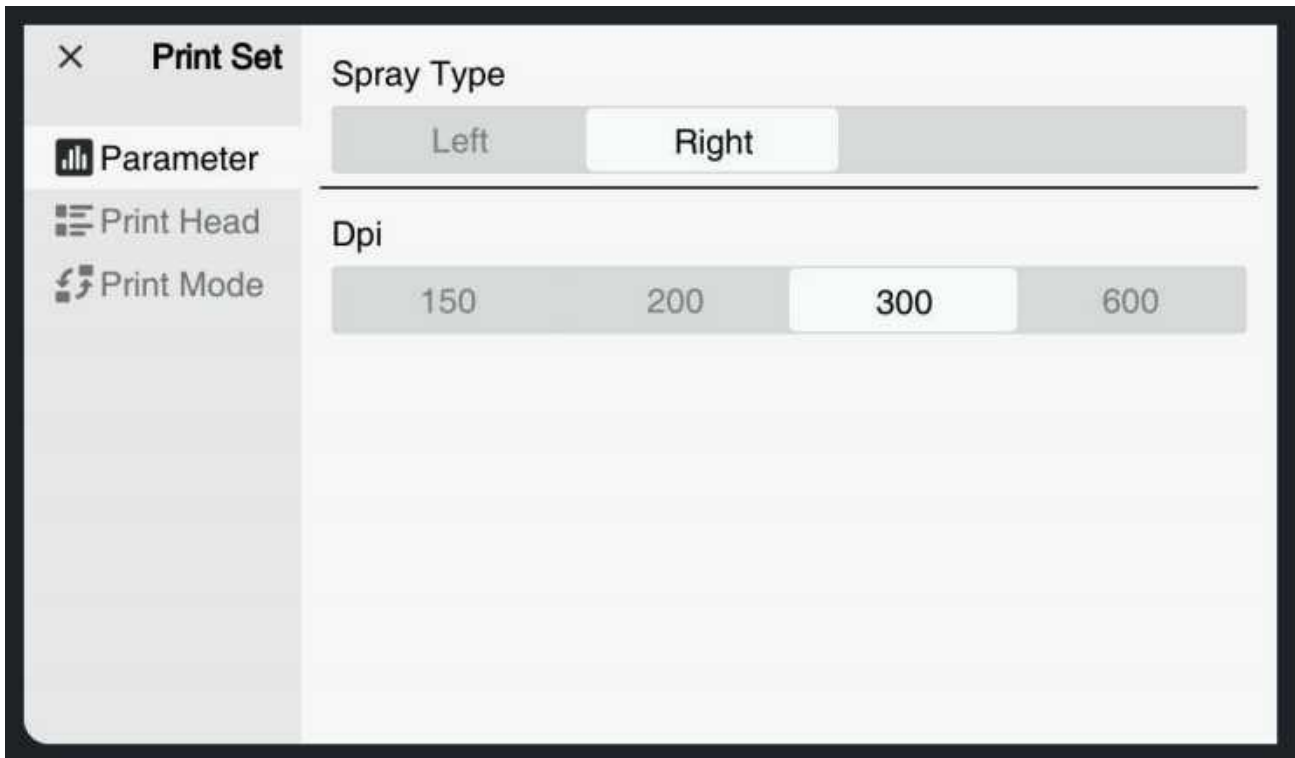 Print Set
Parameter
Print Head
Print Mode
Spray Type
Left Right
Dpi
150 200 300 600